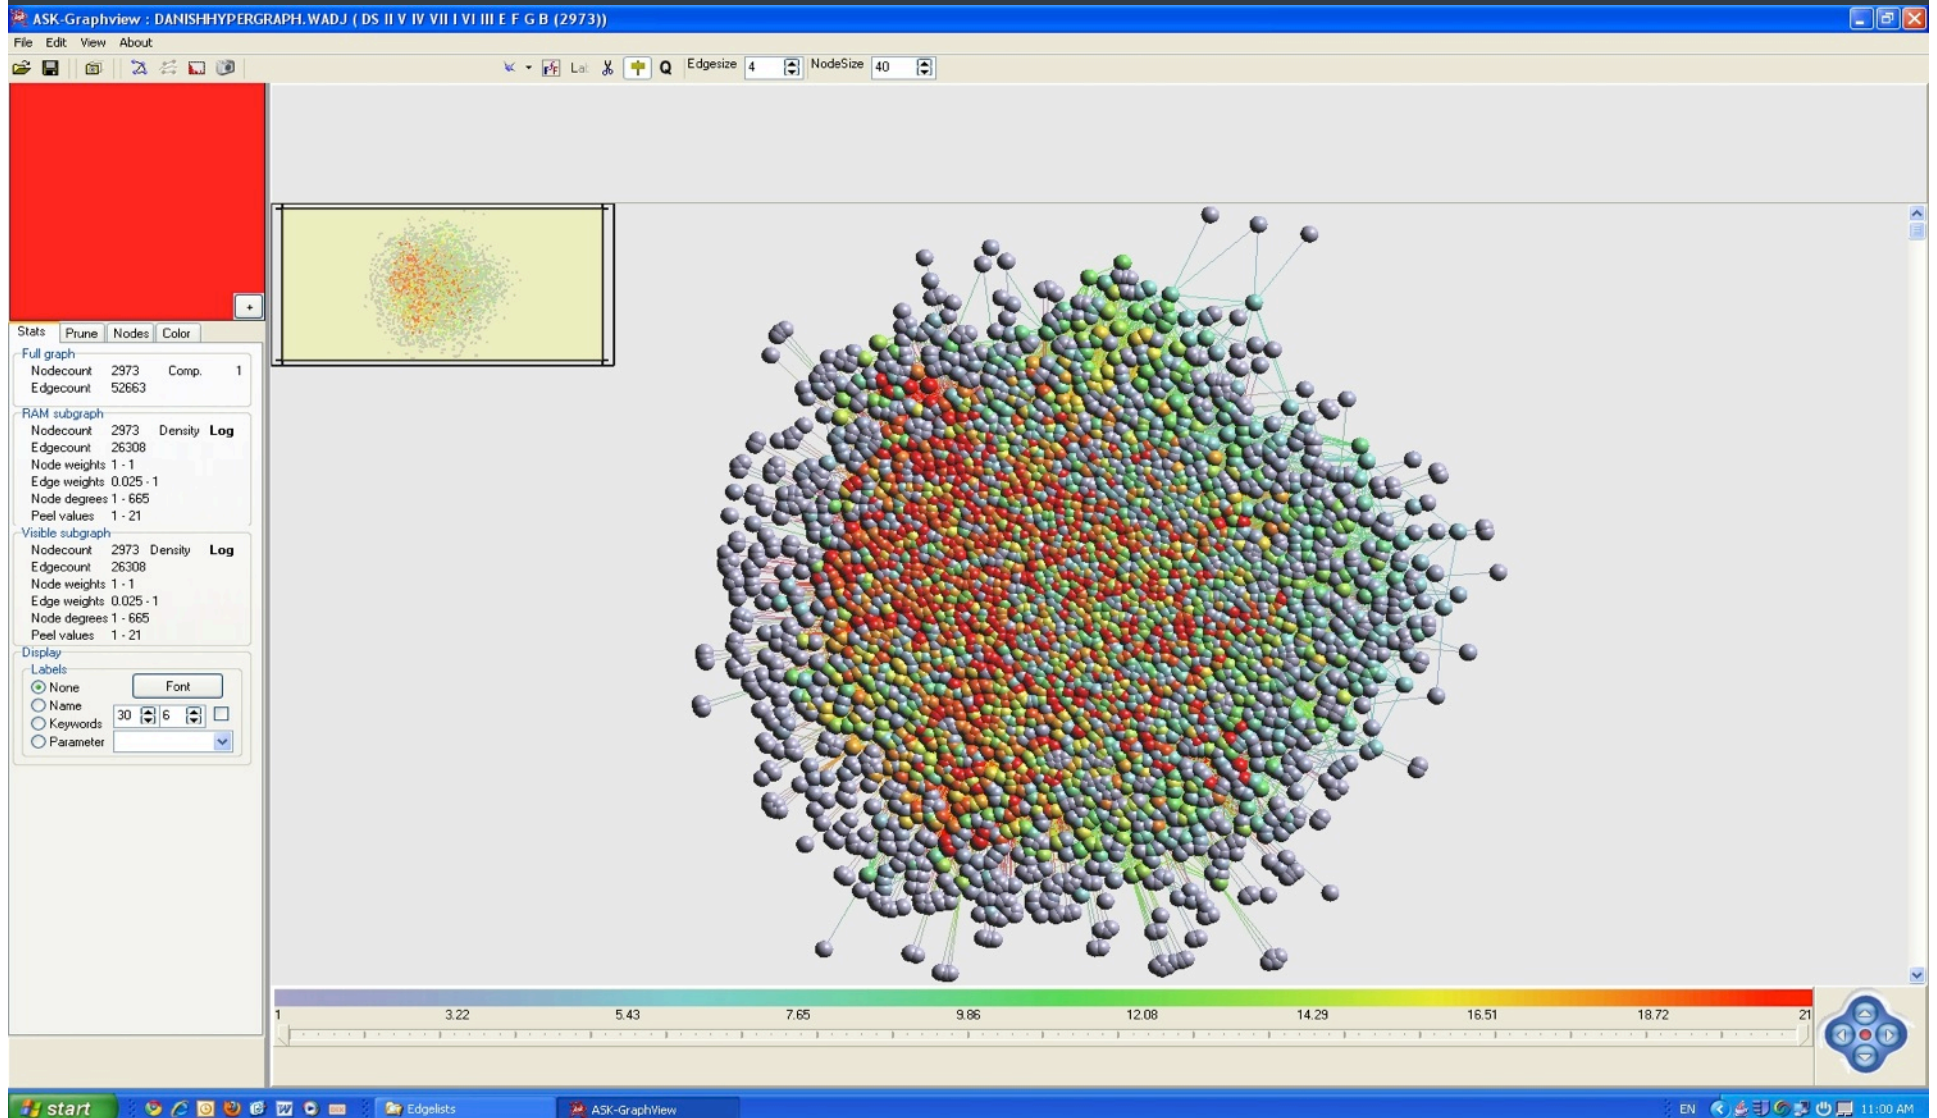 ASK-Graphview : DANISHHYPERGRAPH.WADJ ( DS II V IV VII I VI III E F G B (2973))
File Edit View About
Lal Q Edgesize 4 NodeSize 40
+
Stats Prune Nodes Color
Full graph
Nodecount 2973 Comp. 1
Edgecount 52663
RAM subgraph
Nodecount 2973 Density Log
Edgecount 26308
Node weights 1 - 1
Edge weights 0.025 - 1
Node degrees 1 - 665
Peel values 1 - 21
Visible subgraph
Nodecount 2973 Density Log
Edgecount 26308
Node weights 1 - 1
Edge weights 0.025 - 1
Node degrees 1 - 665
Peel values 1 - 21
Display
Labels
None Font
Name
Keywords 30 6
Parameter
1 3.22 5.43 7.65 9.86 12.08 14.29 16.51 18.72 21
start Edgelists ASK-GraphView EN 11:00 AM